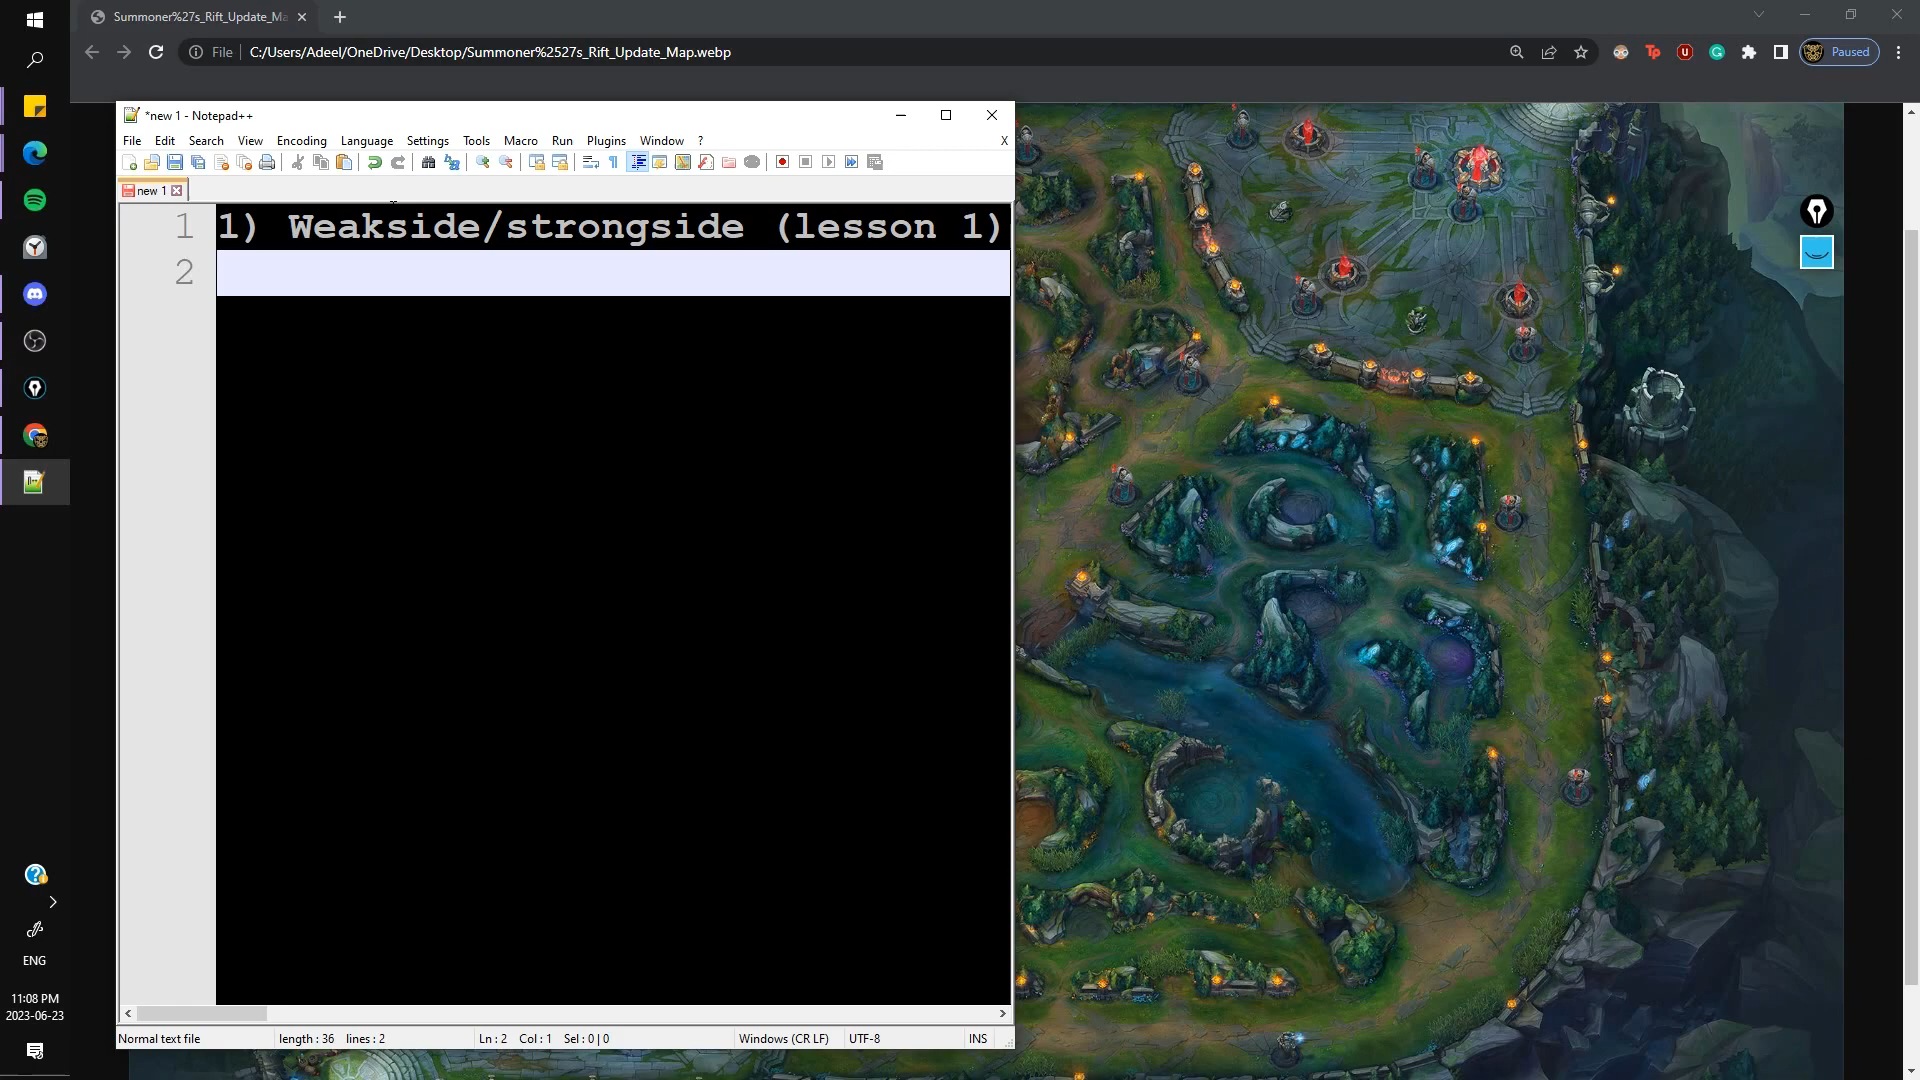 Summoner%27s_Rift_Update_Ma
File C:/Users/Adeel/OneDrive/Desktop/Summoner%2527s_Rift_Update_Map.webp
Paused
*new 1 - Notepad++
File Edit Search View Encoding Language Settings Tools Macro Run Plugins Window ? X
new 1
1 1) Weakside/strongside (lesson 1)
2
ENG
11:08 PM
2023-06-23
Normal text file length : 36 lines : 2 Ln : 2 Col : 1 Sel : 0 | 0 Windows (CR LF) UTF-8 INS